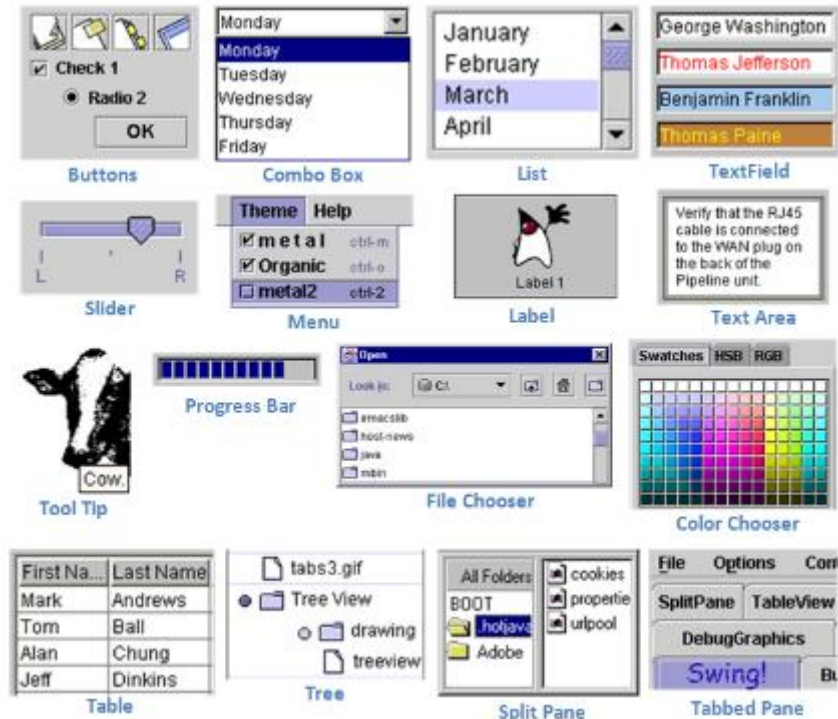 Check 1
Radio 2
OK
Buttons
Monday
Monday
Tuesday
Wednesday
Thursday
Friday
Combo Box
January
February
March
April
List
George Washington
Thomas Jefferson
Benjamin Franklin
Thomas Paine
TextField
L R
Slider
Theme Help
metal ctrl-m
Organic ctrl-o
metal2 ctrl-2
Menu
Label 1
Label
Verify that the RJ45
cable is connected
to the WAN plug on
the back of the
Pipeline unit.
Text Area
Cow.
Tool Tip
Progress Bar
Open
Look in: C:\
emacslib
host-news
java
mbin
File Chooser
Swatches HSB RGB
Color Chooser
First Na... Last Name
Mark Andrews
Tom Ball
Alan Chung
Jeff Dinkins
Table
tabs3.gif
Tree View
drawing
treeview
Tree
All Folders
BOOT
.hotjava
Adobe
cookies
propertie
urlpool
Split Pane
File Options
SplitPane TableView
DebugGraphics
Swing!
Tabbed Pane